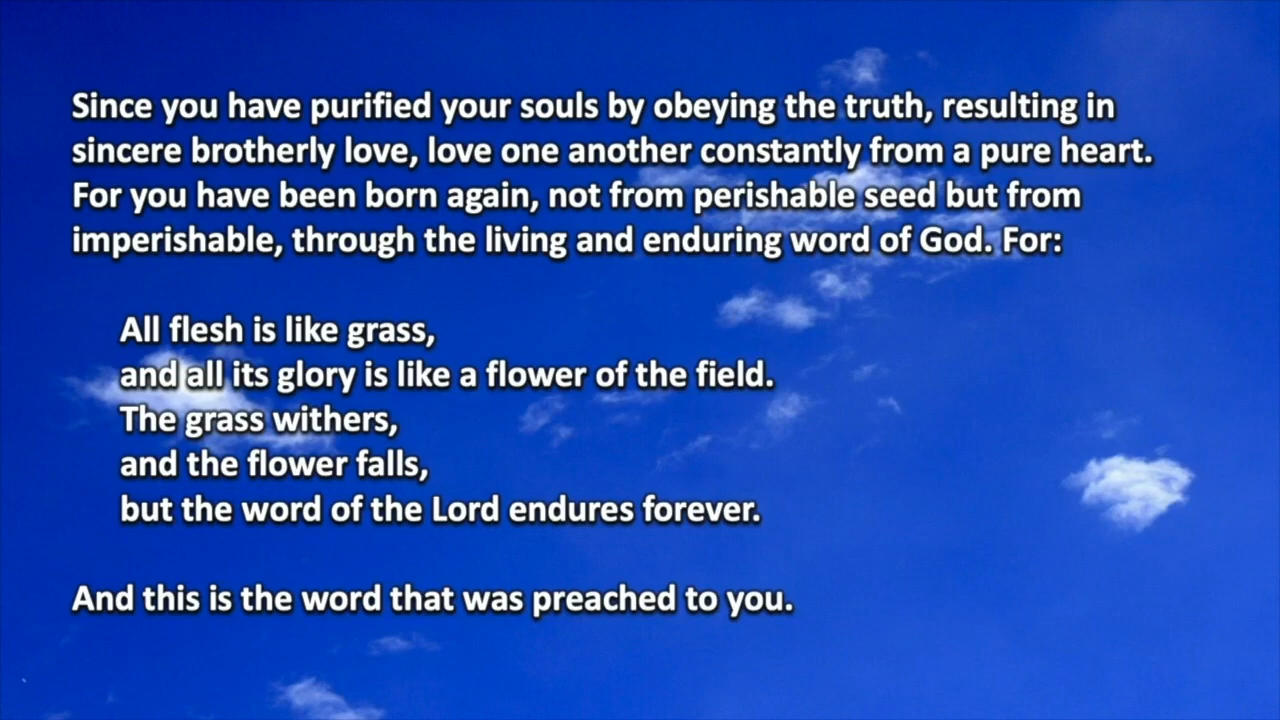 Since you have purified your souls by obeying the truth, resulting in
sincere brotherly love, love one another constantly from a pure heart.
For you have been born again, not from perishable seed but from
imperishable, through the living and enduring word of God. For:
All flesh is like grass,
and all its glory is like a flower of the field.
The grass withers,
and the flower falls,
but the word of the Lord endures forever.
And this is the word that was preached to you.